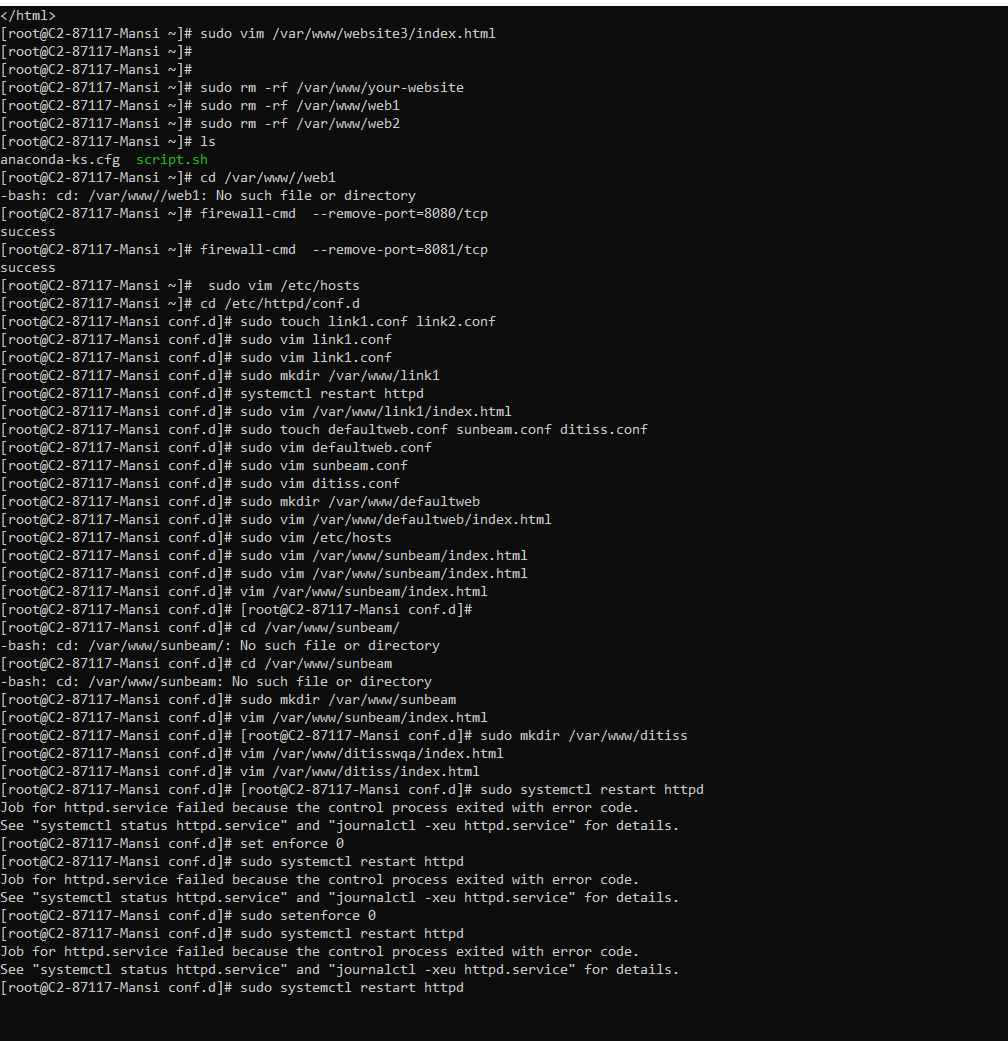 </html>
[root@C2-87117-Mansi ~]# sudo vim /var/www/website3/index.html
[root@C2-87117-Mansi ~]#
[root@C2-87117-Mansi ~]#
[root@C2-87117-Mansi ~]# sudo rm -rf /var/www/your-website
[root@C2-87117-Mansi ~]# sudo rm -rf /var/www/web1
[root@C2-87117-Mansi ~]# sudo rm -rf /var/www/web2
[root@C2-87117-Mansi ~]# ls
anaconda-ks.cfg  script.sh
[root@C2-87117-Mansi ~]# cd /var/www//web1
-bash: cd: /var/www//web1: No such file or directory
[root@C2-87117-Mansi ~]# firewall-cmd  --remove-port=8080/tcp
success
[root@C2-87117-Mansi ~]# firewall-cmd  --remove-port=8081/tcp
success
[root@C2-87117-Mansi ~]#  sudo vim /etc/hosts
[root@C2-87117-Mansi ~]# cd /etc/httpd/conf.d
[root@C2-87117-Mansi conf.d]# sudo touch link1.conf link2.conf
[root@C2-87117-Mansi conf.d]# sudo vim link1.conf
[root@C2-87117-Mansi conf.d]# sudo vim link1.conf
[root@C2-87117-Mansi conf.d]# sudo mkdir /var/www/link1
[root@C2-87117-Mansi conf.d]# systemctl restart httpd
[root@C2-87117-Mansi conf.d]# sudo vim /var/www/link1/index.html
[root@C2-87117-Mansi conf.d]# sudo touch defaultweb.conf sunbeam.conf ditiss.conf
[root@C2-87117-Mansi conf.d]# sudo vim defaultweb.conf
[root@C2-87117-Mansi conf.d]# sudo vim sunbeam.conf
[root@C2-87117-Mansi conf.d]# sudo vim ditiss.conf
[root@C2-87117-Mansi conf.d]# sudo mkdir /var/www/defaultweb
[root@C2-87117-Mansi conf.d]# sudo vim /var/www/defaultweb/index.html
[root@C2-87117-Mansi conf.d]# sudo vim /etc/hosts
[root@C2-87117-Mansi conf.d]# sudo vim /var/www/sunbeam/index.html
[root@C2-87117-Mansi conf.d]# sudo vim /var/www/sunbeam/index.html
[root@C2-87117-Mansi conf.d]# vim /var/www/sunbeam/index.html
[root@C2-87117-Mansi conf.d]# [root@C2-87117-Mansi conf.d]#
[root@C2-87117-Mansi conf.d]# cd /var/www/sunbeam/
-bash: cd: /var/www/sunbeam/: No such file or directory
[root@C2-87117-Mansi conf.d]# cd /var/www/sunbeam
-bash: cd: /var/www/sunbeam: No such file or directory
[root@C2-87117-Mansi conf.d]# sudo mkdir /var/www/sunbeam
[root@C2-87117-Mansi conf.d]# vim /var/www/sunbeam/index.html
[root@C2-87117-Mansi conf.d]# [root@C2-87117-Mansi conf.d]# sudo mkdir /var/www/ditiss
[root@C2-87117-Mansi conf.d]# vim /var/www/ditisswqa/index.html
[root@C2-87117-Mansi conf.d]# vim /var/www/ditiss/index.html
[root@C2-87117-Mansi conf.d]# [root@C2-87117-Mansi conf.d]# sudo systemctl restart httpd
Job for httpd.service failed because the control process exited with error code.
See "systemctl status httpd.service" and "journalctl -xeu httpd.service" for details.
[root@C2-87117-Mansi conf.d]# set enforce 0
[root@C2-87117-Mansi conf.d]# sudo systemctl restart httpd
Job for httpd.service failed because the control process exited with error code.
See "systemctl status httpd.service" and "journalctl -xeu httpd.service" for details.
[root@C2-87117-Mansi conf.d]# sudo setenforce 0
[root@C2-87117-Mansi conf.d]# sudo systemctl restart httpd
Job for httpd.service failed because the control process exited with error code.
See "systemctl status httpd.service" and "journalctl -xeu httpd.service" for details.
[root@C2-87117-Mansi conf.d]# sudo systemctl restart httpd